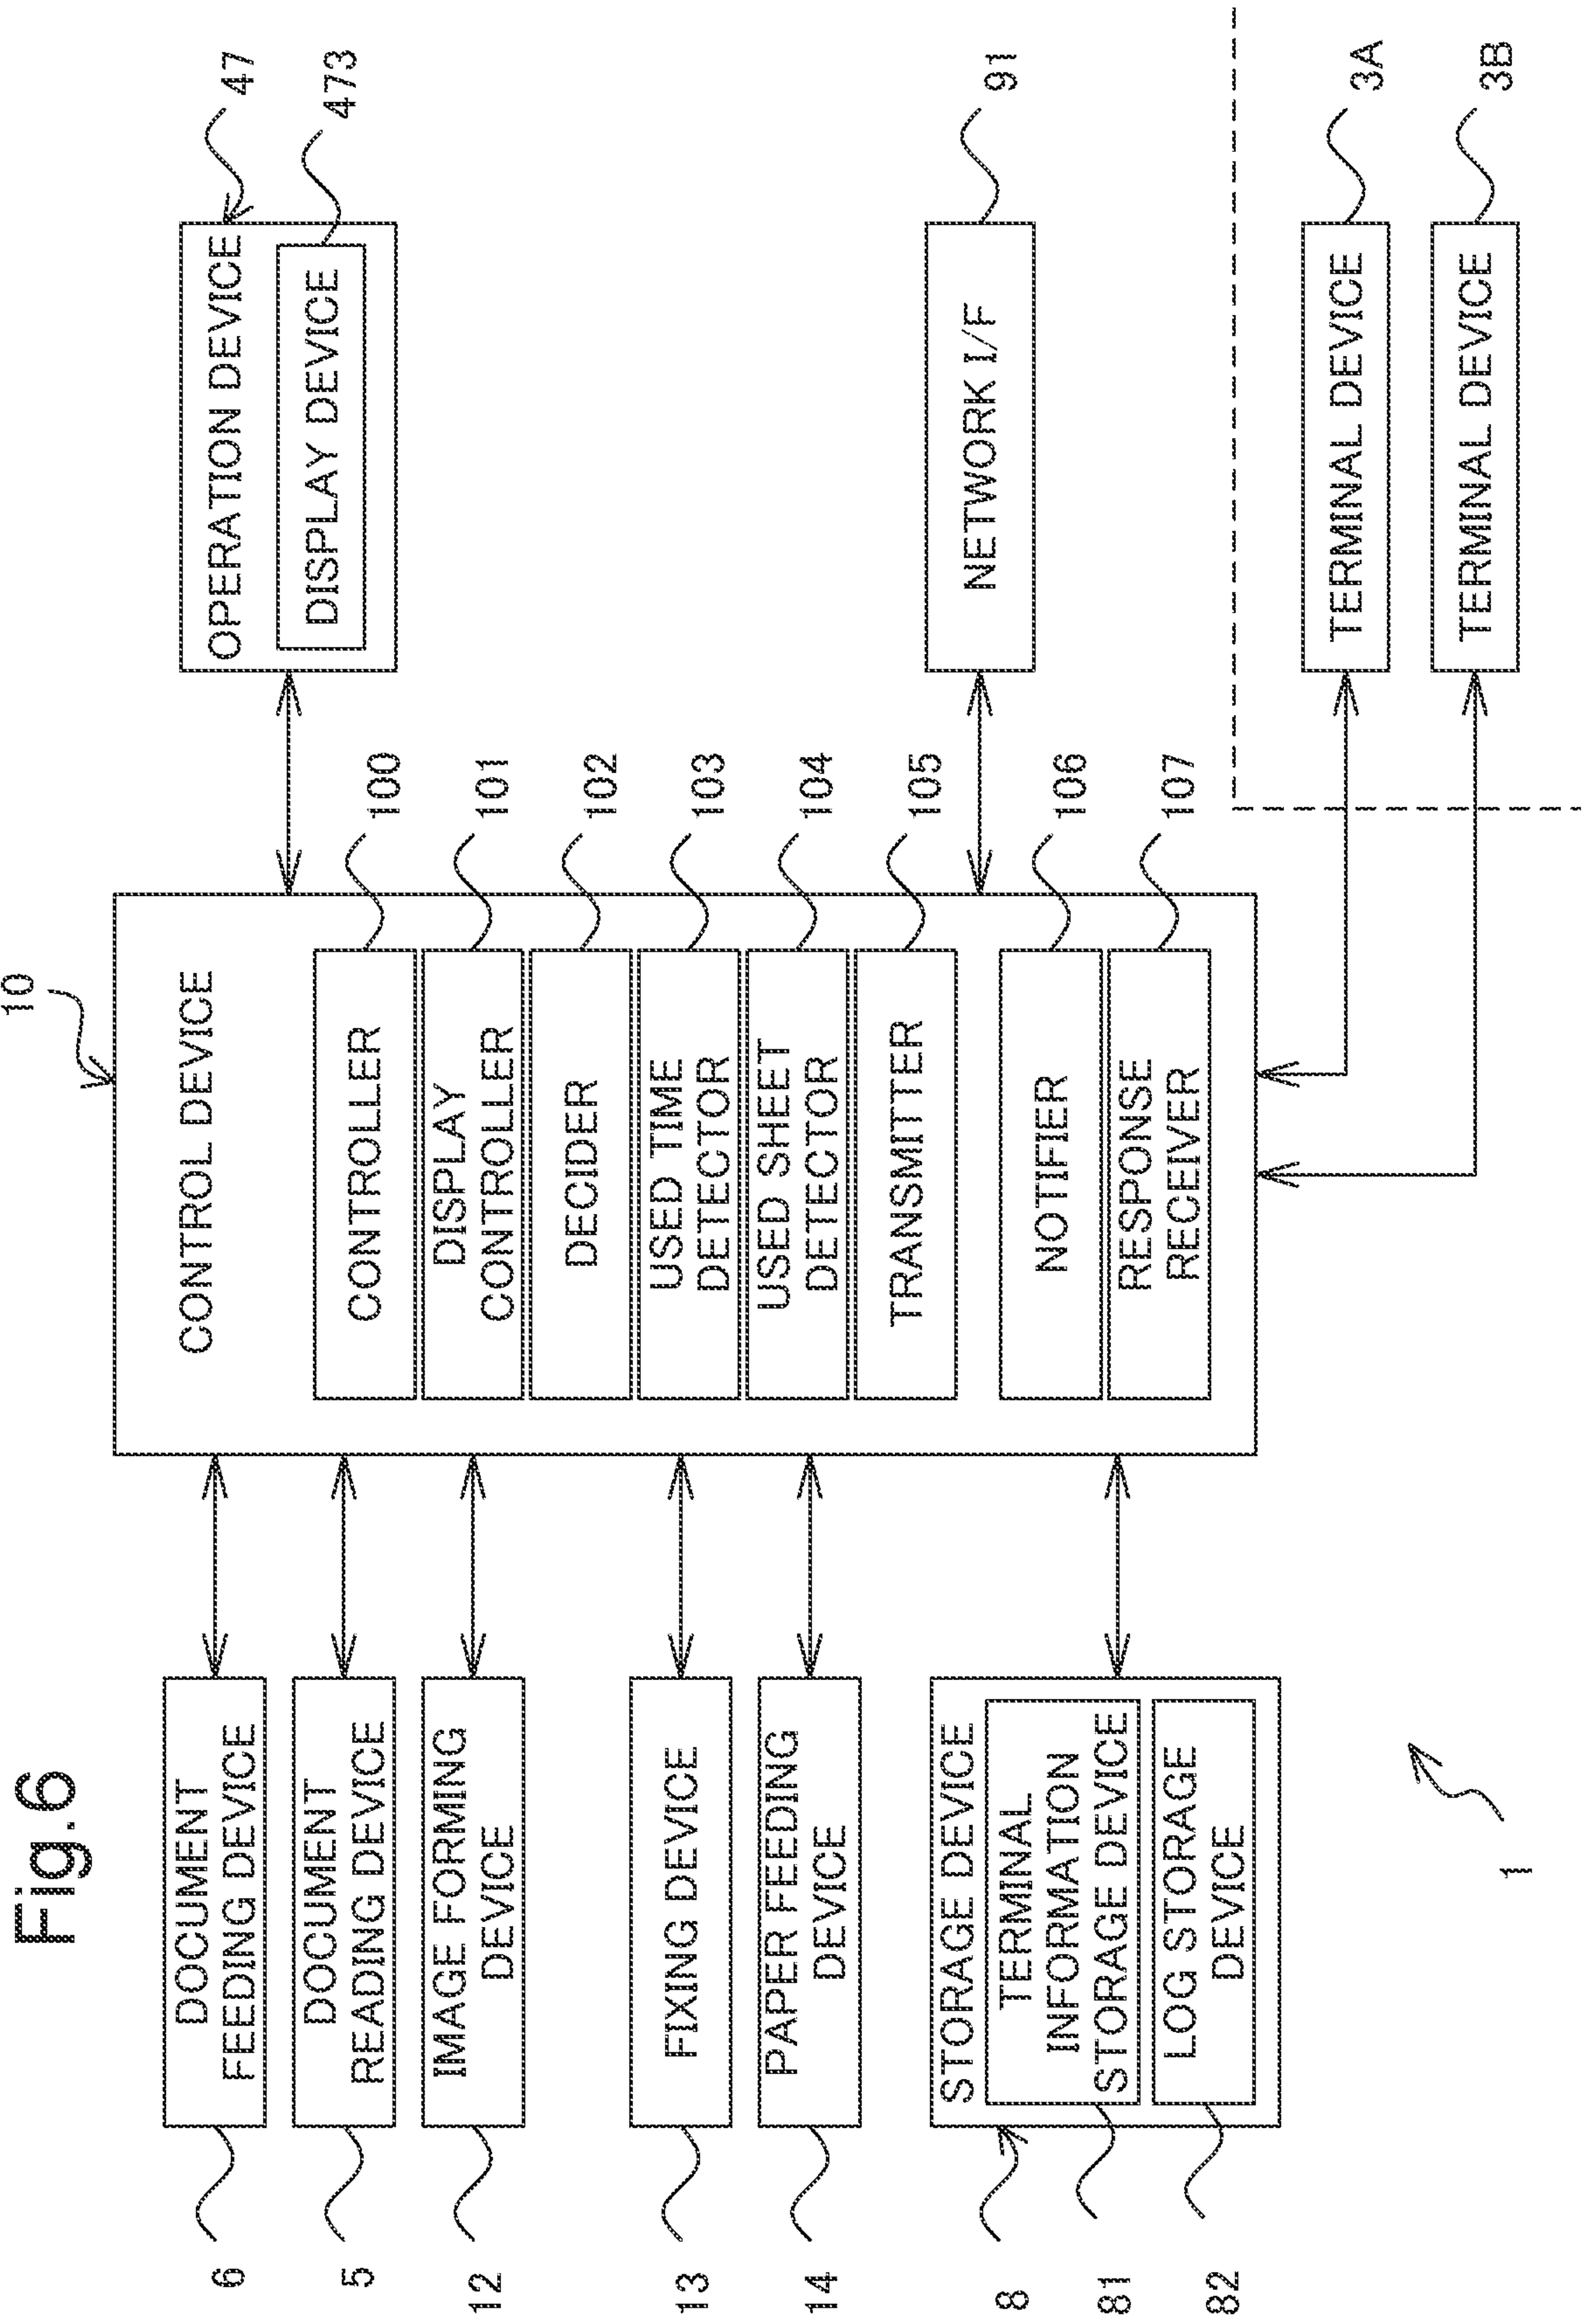 Fig.6
6
DOCUMENT
FEEDING DEVICE
5
DOCUMENT
READING DEVICE
12
IMAGE FORMING
DEVICE
13
FIXING DEVICE
14
PAPER FEEDING
DEVICE
8
STORAGE DEVICE
81
TERMINAL
INFORMATION
STORAGE DEVICE
82
LOG STORAGE
DEVICE
1
10
CONTROL DEVICE
CONTROLLER
100
DISPLAY
CONTROLLER
101
DECIDER
102
USED TIME
DETECTOR
103
USED SHEET
DETECTOR
104
TRANSMITTER
105
NOTIFIER
106
RESPONSE
RECEIVER
107
OPERATION DEVICE
47
DISPLAY DEVICE
473
NETWORK I/F
91
TERMINAL DEVICE
3A
TERMINAL DEVICE
3B